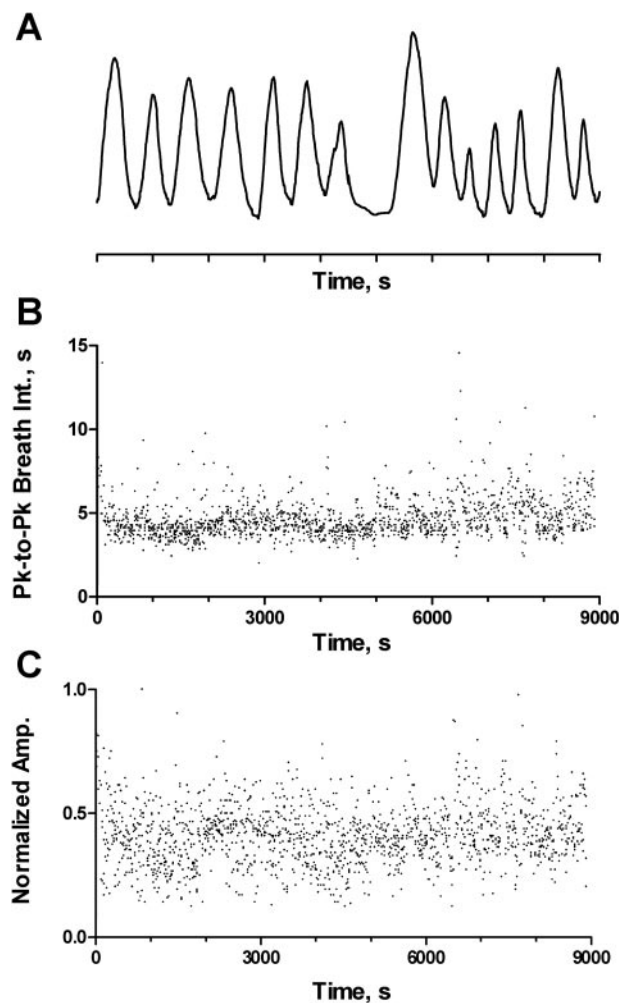 A
Time, s
B
Pk-to-Pk Breath Int., s
15
10
5
0
0 3000 6000 9000
Time, s
C
Normalized Amp.
1.0
0.5
0.0
0 3000 6000 9000
Time, s